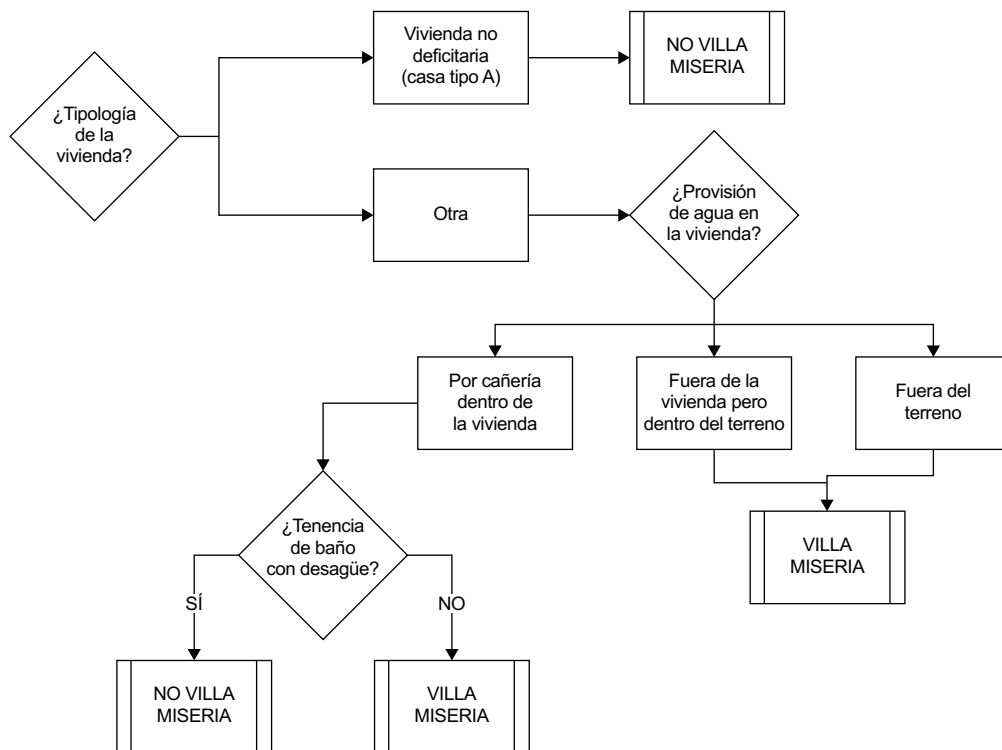 Vivienda no
deficitaria
(casa tipo A)
NO VILLA
MISERIA
¿Tipología
de la
vivienda?
Otra
¿Provisión
de agua en
la vivienda?
Por cañería
dentro de
la vivienda
Fuera de la
vivienda pero
dentro del terreno
Fuera del
terreno
¿Tenencia
de baño
con desagüe?
VILLA
MISERIA
SÍ
NO
NO VILLA
MISERIA
VILLA
MISERIA